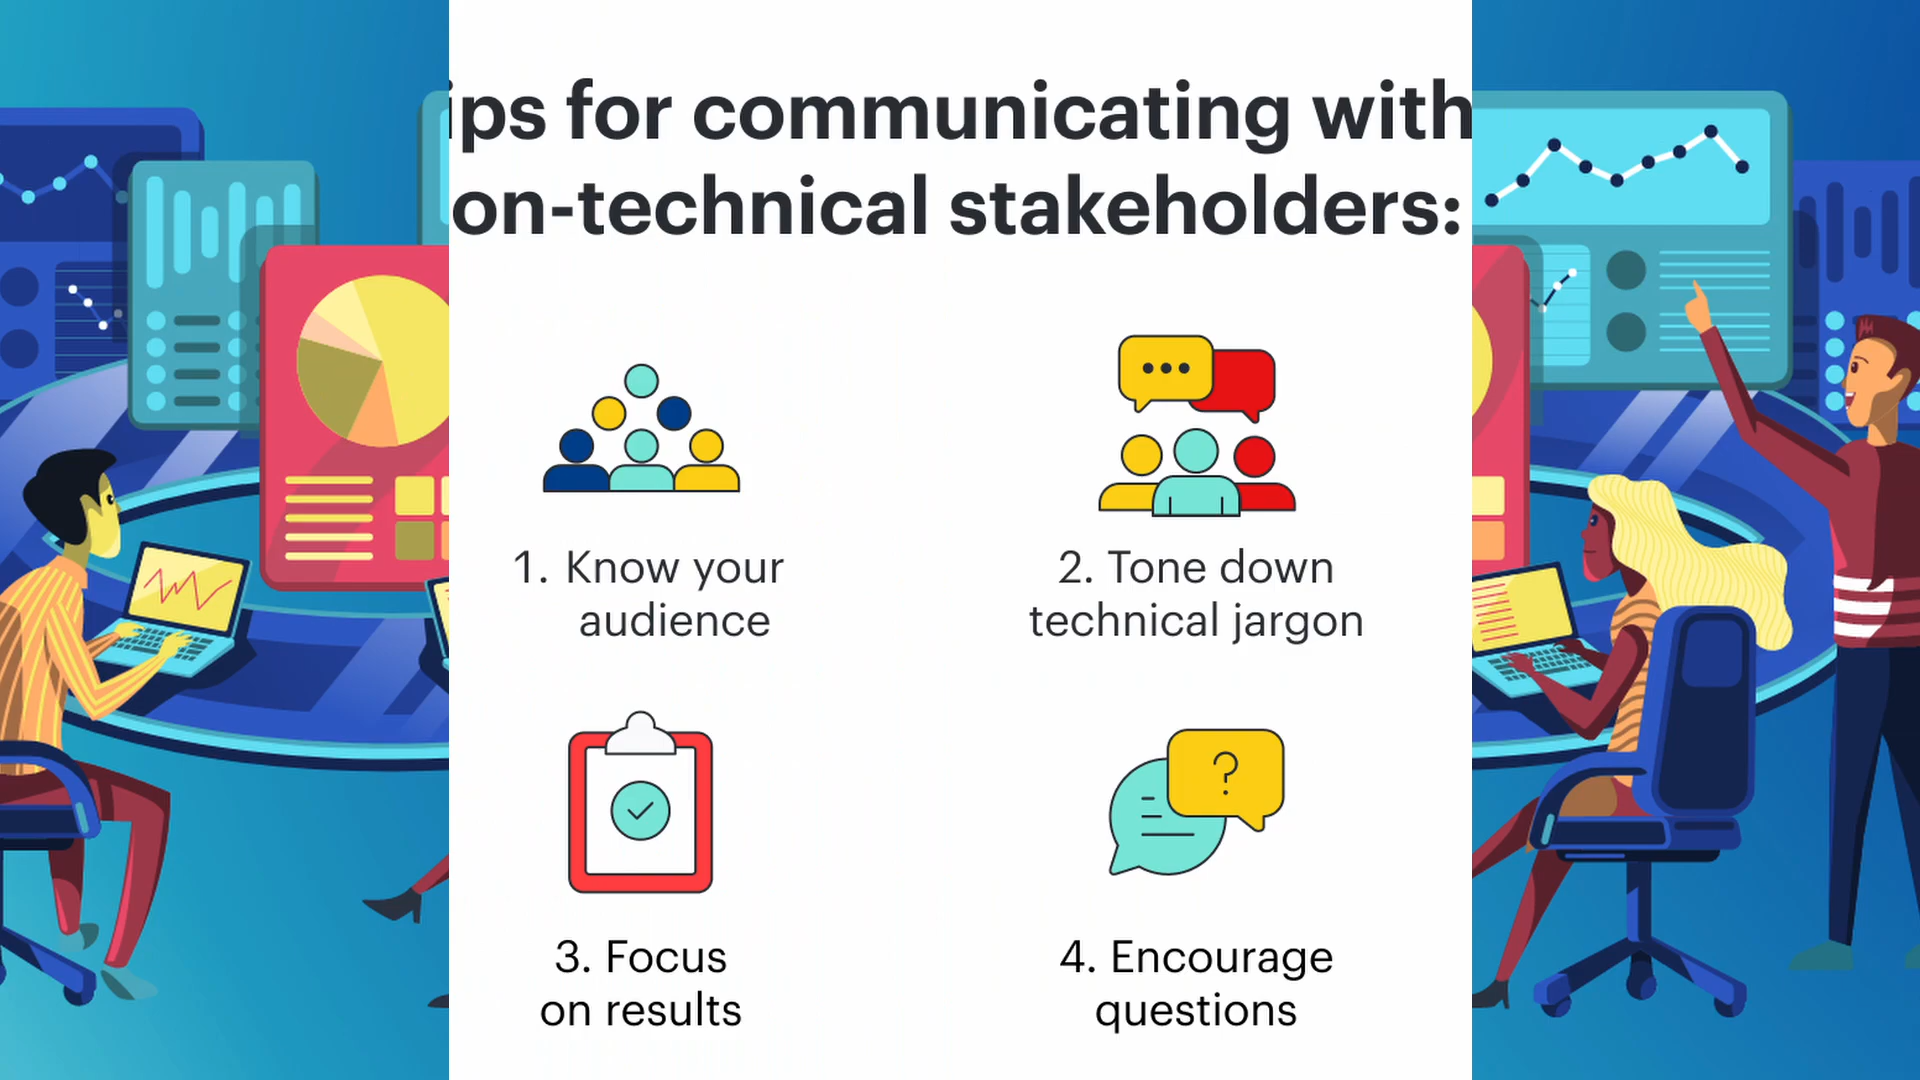 ips for communicating with
on-technical stakeholders:
1. Know your
audience
2. Tone down
technical jargon
3. Focus
on results
4. Encourage
questions